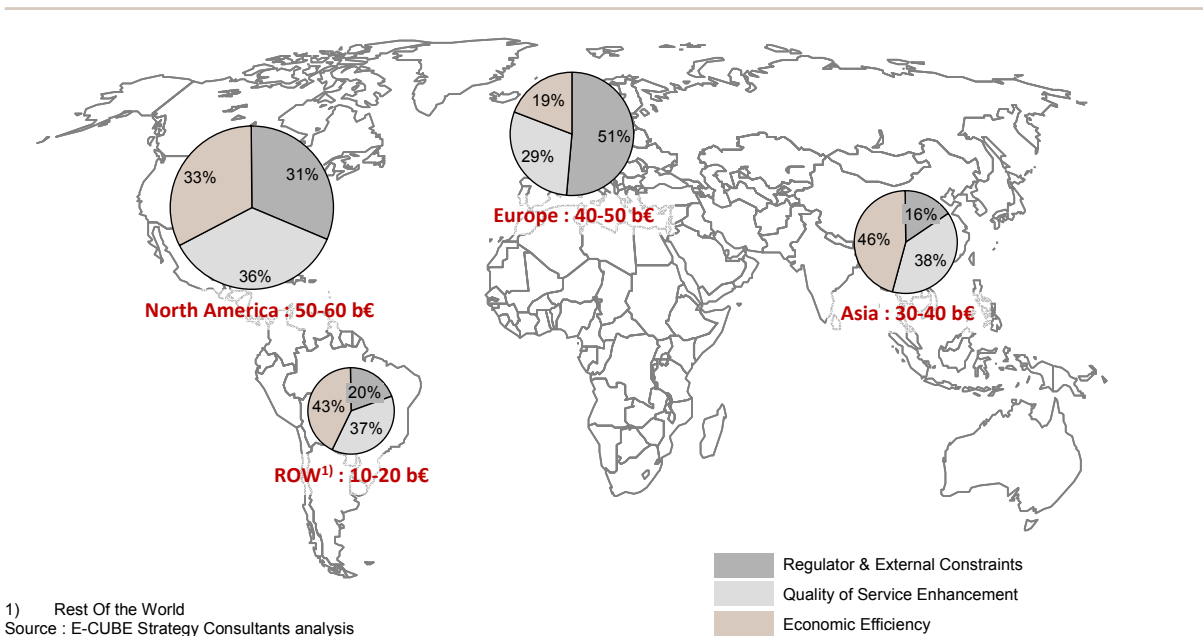 19%
51%
29%
Europe : 40-50 b€
33%
31%
36%
North America : 50-60 b€
16%
46%
38%
Asia : 30-40 b€
20%
43%
37%
ROW1) : 10-20 b€
Regulator & External Constraints
Quality of Service Enhancement
Economic Efficiency
1) Rest Of the World
Source : E-CUBE Strategy Consultants analysis